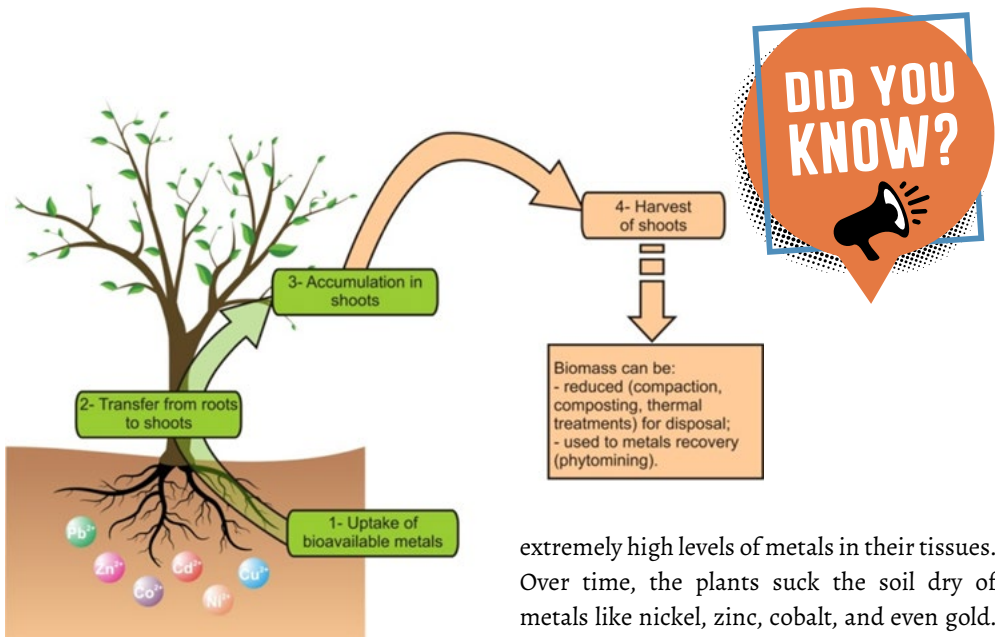 DID YOU
KNOW?
4- Harvest
of shoots
3- Accumulation in
shoots
2- Transfer from roots
to shoots
1- Uptake of
bioavailable metals
Pb²⁺
Zn²⁺
Cd²⁺
Cu²⁺
Co²⁺
Ni²⁺
Biomass can be:
- reduced (compaction,
composting, thermal
treatments) for disposal;
- used to metals recovery
(phytomining).
extremely high levels of metals in their tissues.
Over time, the plants suck the soil dry of
metals like nickel, zinc, cobalt, and even gold.